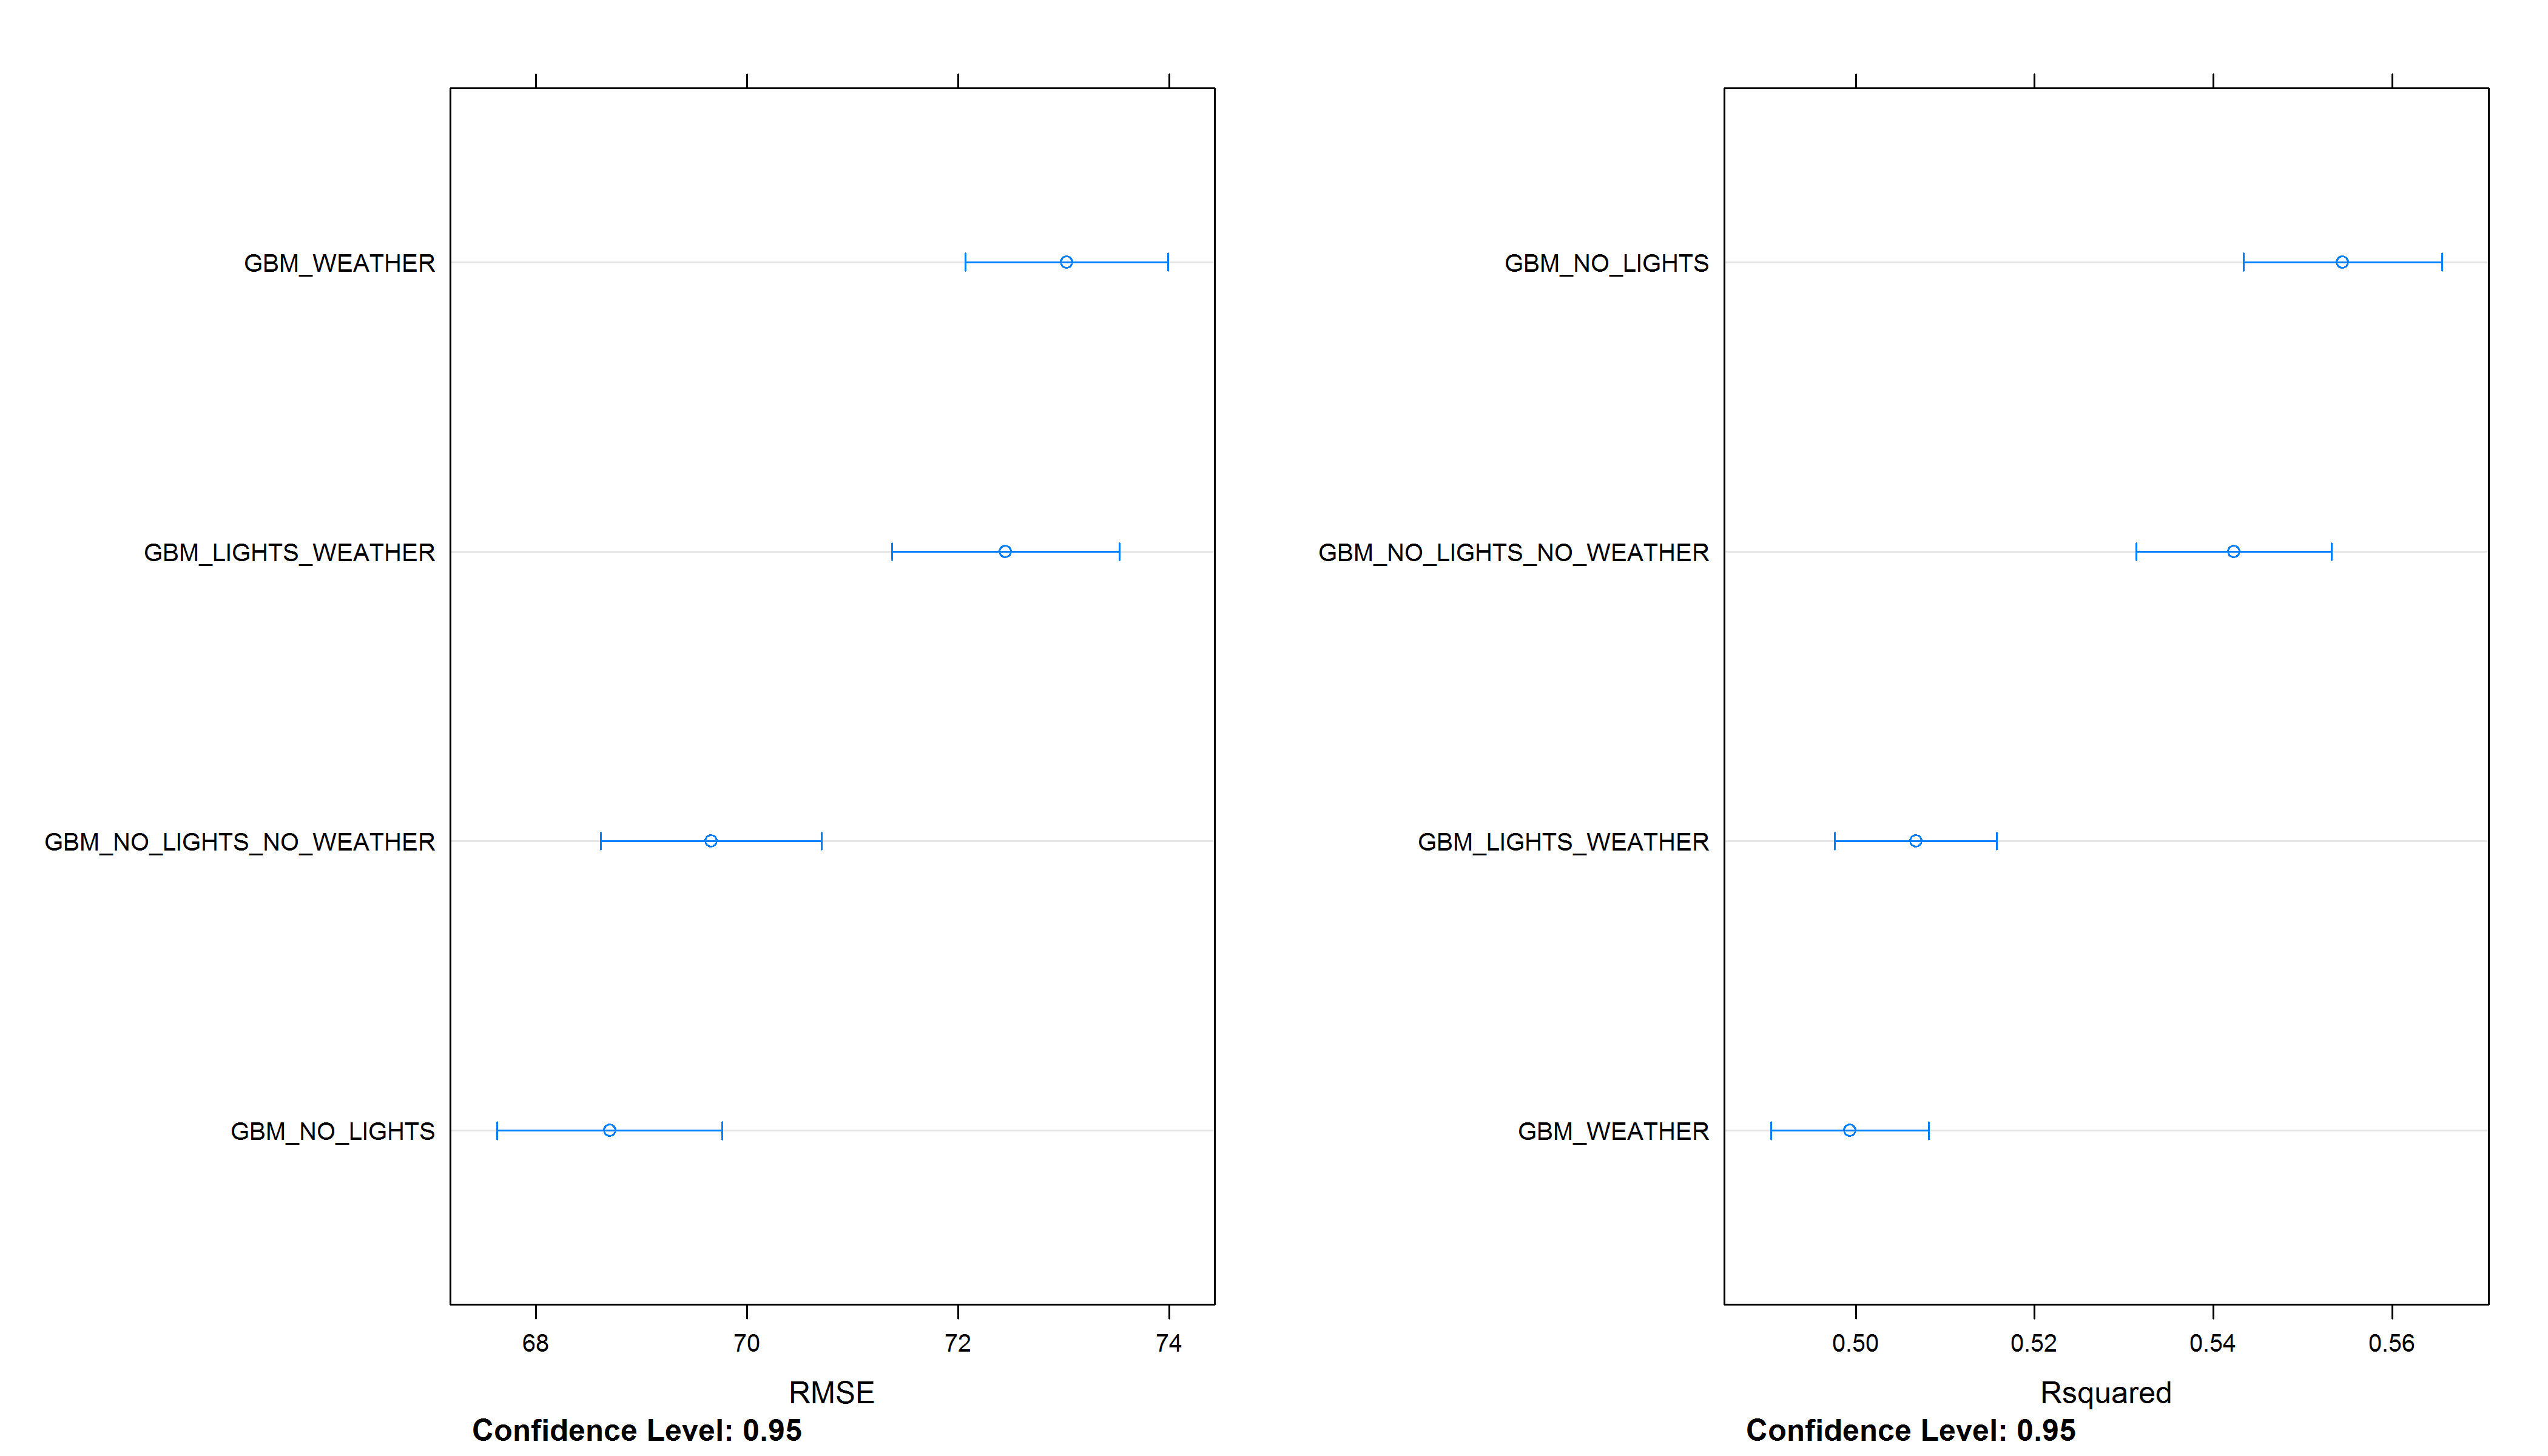 GBM_WEATHER
GBM_LIGHTS_WEATHER
GBM_NO_LIGHTS_NO_WEATHER
GBM_NO_LIGHTS
68 70 72 74
RMSE
Confidence Level: 0.95
GBM_NO_LIGHTS
GBM_NO_LIGHTS_NO_WEATHER
GBM_LIGHTS_WEATHER
GBM_WEATHER
0.50 0.52 0.54 0.56
Rsquared
Confidence Level: 0.95